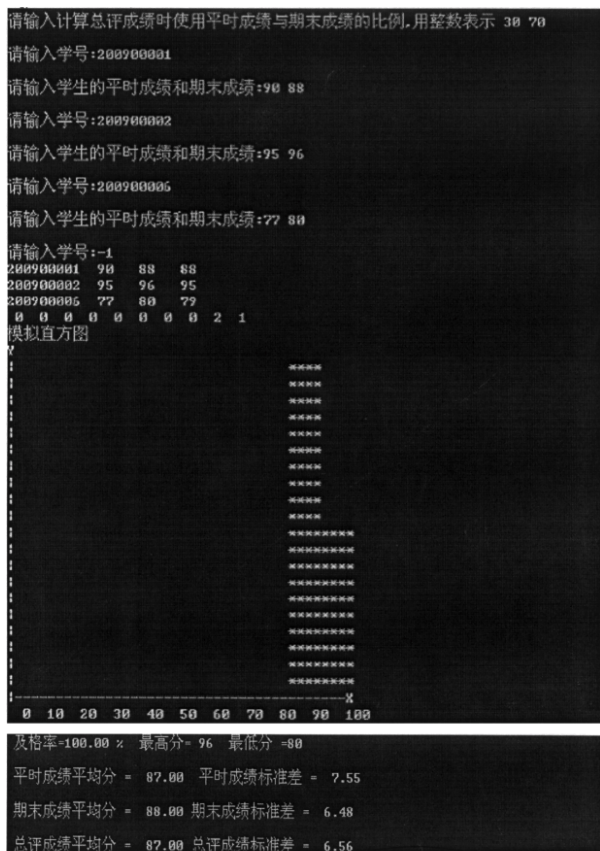 请输入计算总评成绩时使用平时成绩与期末成绩的比例,用整数表示 30 70
请输入学号:200900001
请输入学生的平时成绩和期末成绩:90 88
请输入学号:200900002
请输入学生的平时成绩和期末成绩:95 96
请输入学号:200900006
请输入学生的平时成绩和期末成绩:77 80
请输入学号:-1
200900001 90 88 88
200900002 95 96 95
200900006 77 80 79
0 0 0 0 0 0 0 0 2 1
模拟直方图
Y
****
****
****
****
****
****
****
****
****
****
********
********
********
********
********
********
********
********
********
********
|-----------------------------------------X
0 10 20 30 40 50 60 70 80 90 100
及格率=100.00 % 最高分= 96 最低分 =80
平时成绩平均分 = 87.00 平时成绩标准差 = 7.55
期末成绩平均分 = 88.00 期末成绩标准差 = 6.48
总评成绩平均分 = 87.00 总评成绩标准差 = 6.56